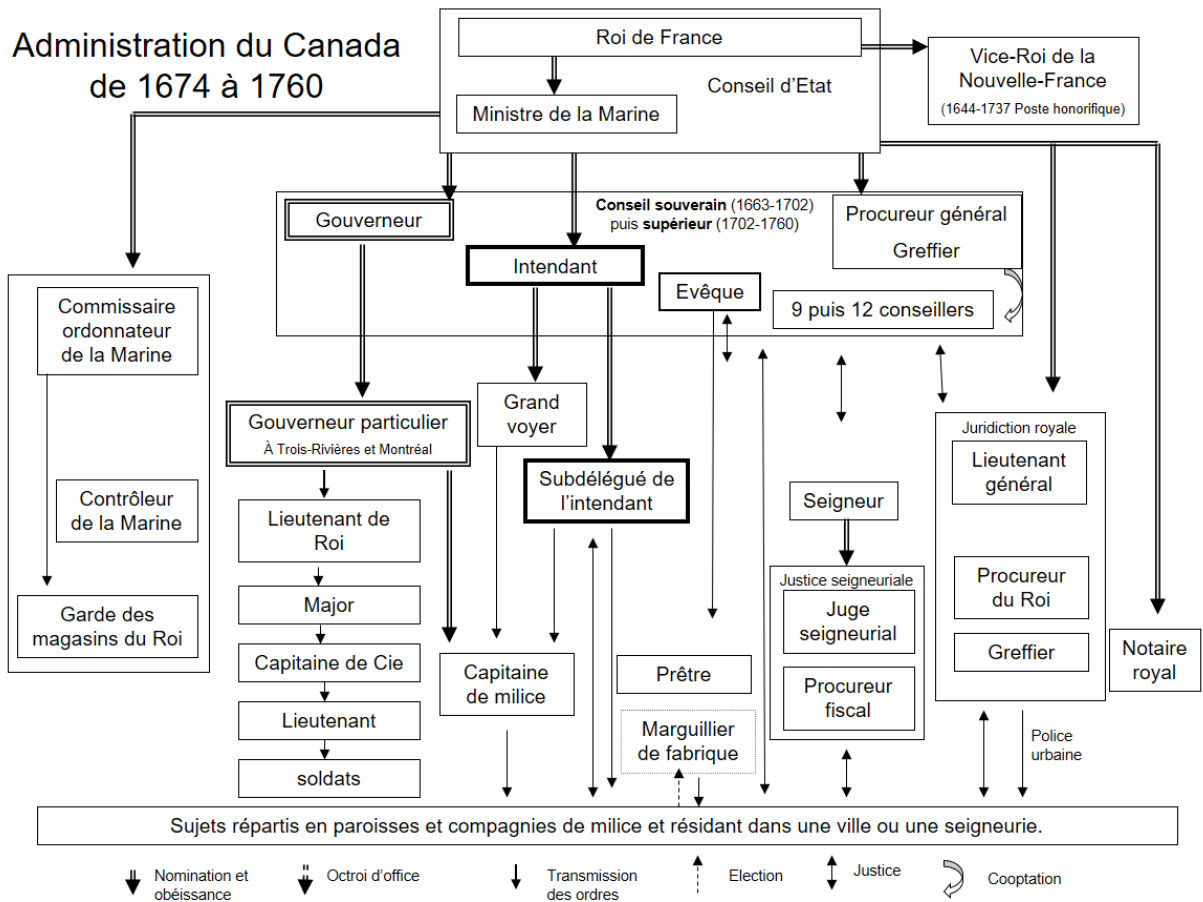 Administration du Canada
de 1674 à 1760
Roi de France
Conseil d'Etat
Ministre de la Marine
Vice-Roi de la
Nouvelle-France
(1644-1737 Poste honorifique)
Conseil souverain (1663-1702)
puis supérieur (1702-1760)
Gouverneur
Intendant
Evêque
Procureur général
Greffier
9 puis 12 conseillers
Commissaire
ordonnateur
de la Marine
Contrôleur
de la Marine
Garde des
magasins du Roi
Gouverneur particulier
À Trois-Rivières et Montréal
Lieutenant de
Roi
Major
Capitaine de Cie
Lieutenant
soldats
Grand
voyer
Subdélégué de
l'intendant
Capitaine
de milice
Prêtre
Marguillier
de fabrique
Seigneur
Justice seigneuriale
Juge
seigneurial
Procureur
fiscal
Juridiction royale
Lieutenant
général
Procureur
du Roi
Greffier
Notaire
royal
Police
urbaine
Sujets répartis en paroisses et compagnies de milice et résidant dans une ville ou une seigneurie.
Nomination et
obéissance
Octroi d'office
Transmission
des ordres
Election
Justice
Cooptation